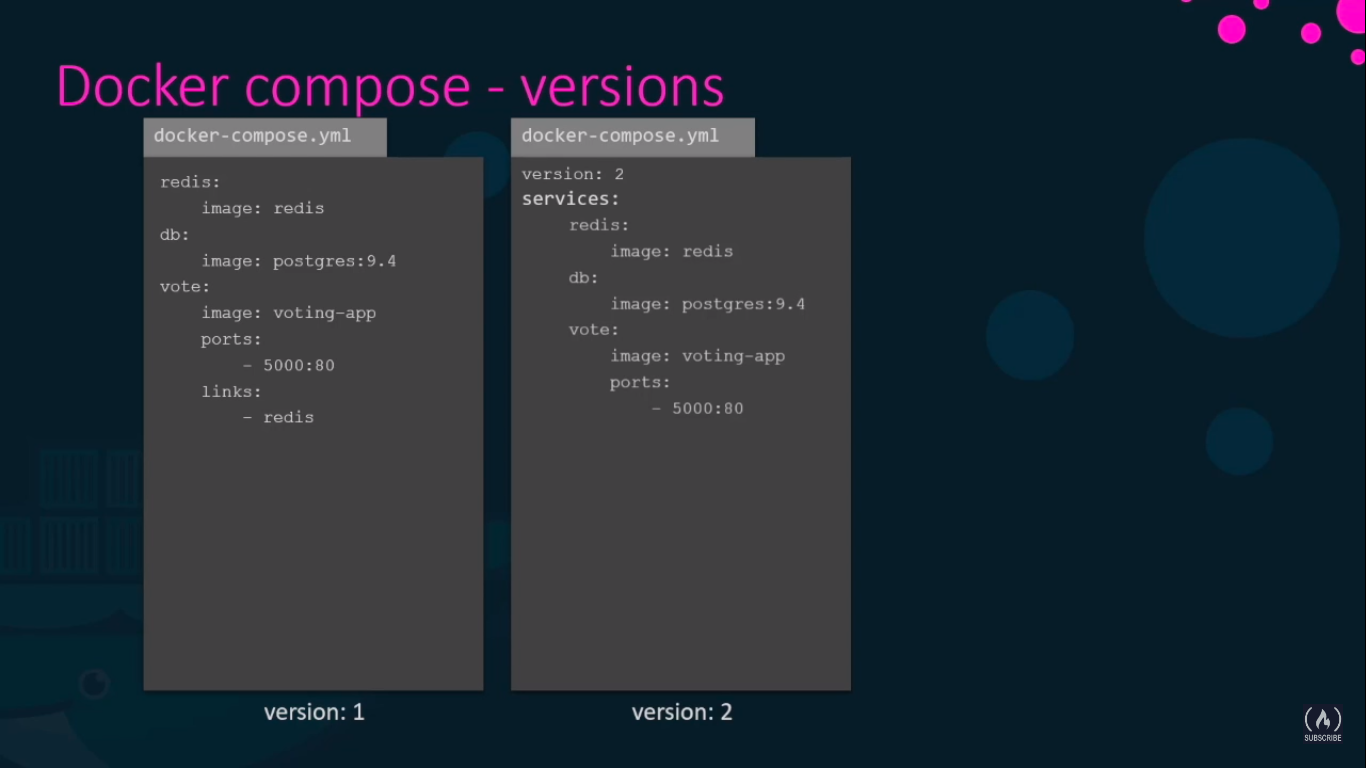 Docker compose - versions
docker-compose.yml
redis:
    image: redis
db:
    image: postgres:9.4
vote:
    image: voting-app
    ports:
        - 5000:80
    links:
        - redis
version: 1
docker-compose.yml
version: 2
services:
    redis:
        image: redis
    db:
        image: postgres:9.4
    vote:
        image: voting-app
        ports:
            - 5000:80
version: 2
SUBSCRIBE